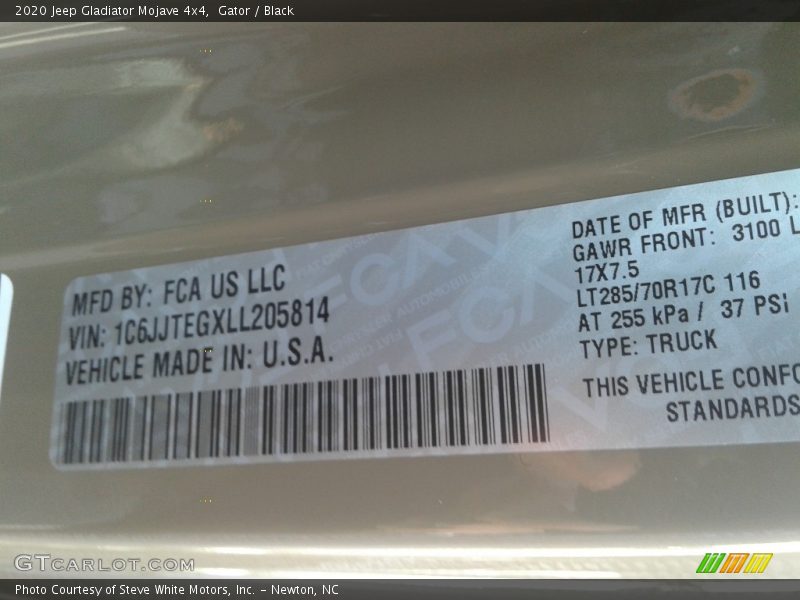 2020 Jeep Gladiator Mojave 4x4, Gator / Black
MFD BY: FCA US LLC
VIN: 1C6JJTEGXLL205814
VEHICLE MADE IN: U.S.A.
DATE OF MFR (BUILT):
GAWR FRONT: 3100 L
17X7.5
LT285/70R17C 116
AT 255 kPa / 37 PSi
TYPE: TRUCK
THIS VEHICLE CONFO
STANDARDS
GTCARLOT.COM
Photo Courtesy of Steve White Motors, Inc. – Newton, NC